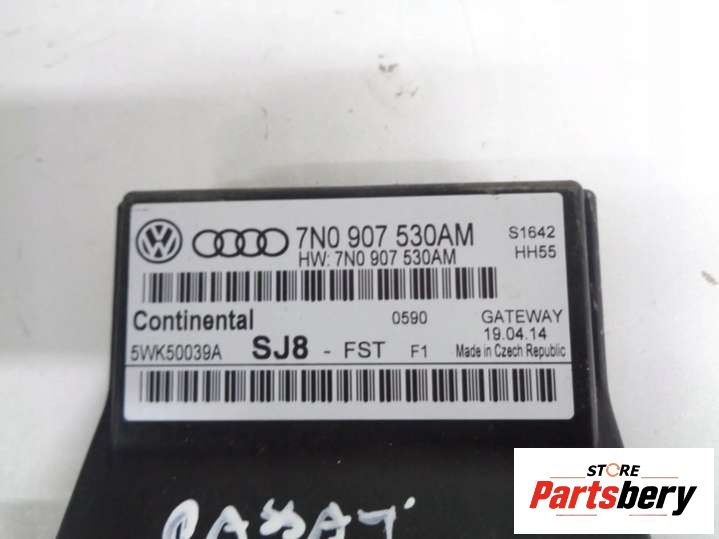 7N0 907 530AM
S1642
HW: 7N0 907 530AM
HH55
Continental
0590
GATEWAY
19.04.14
5WK50039A
SJ8 - FST F1
Made in Czech Republic
PASSAT
STORE
Partsbery